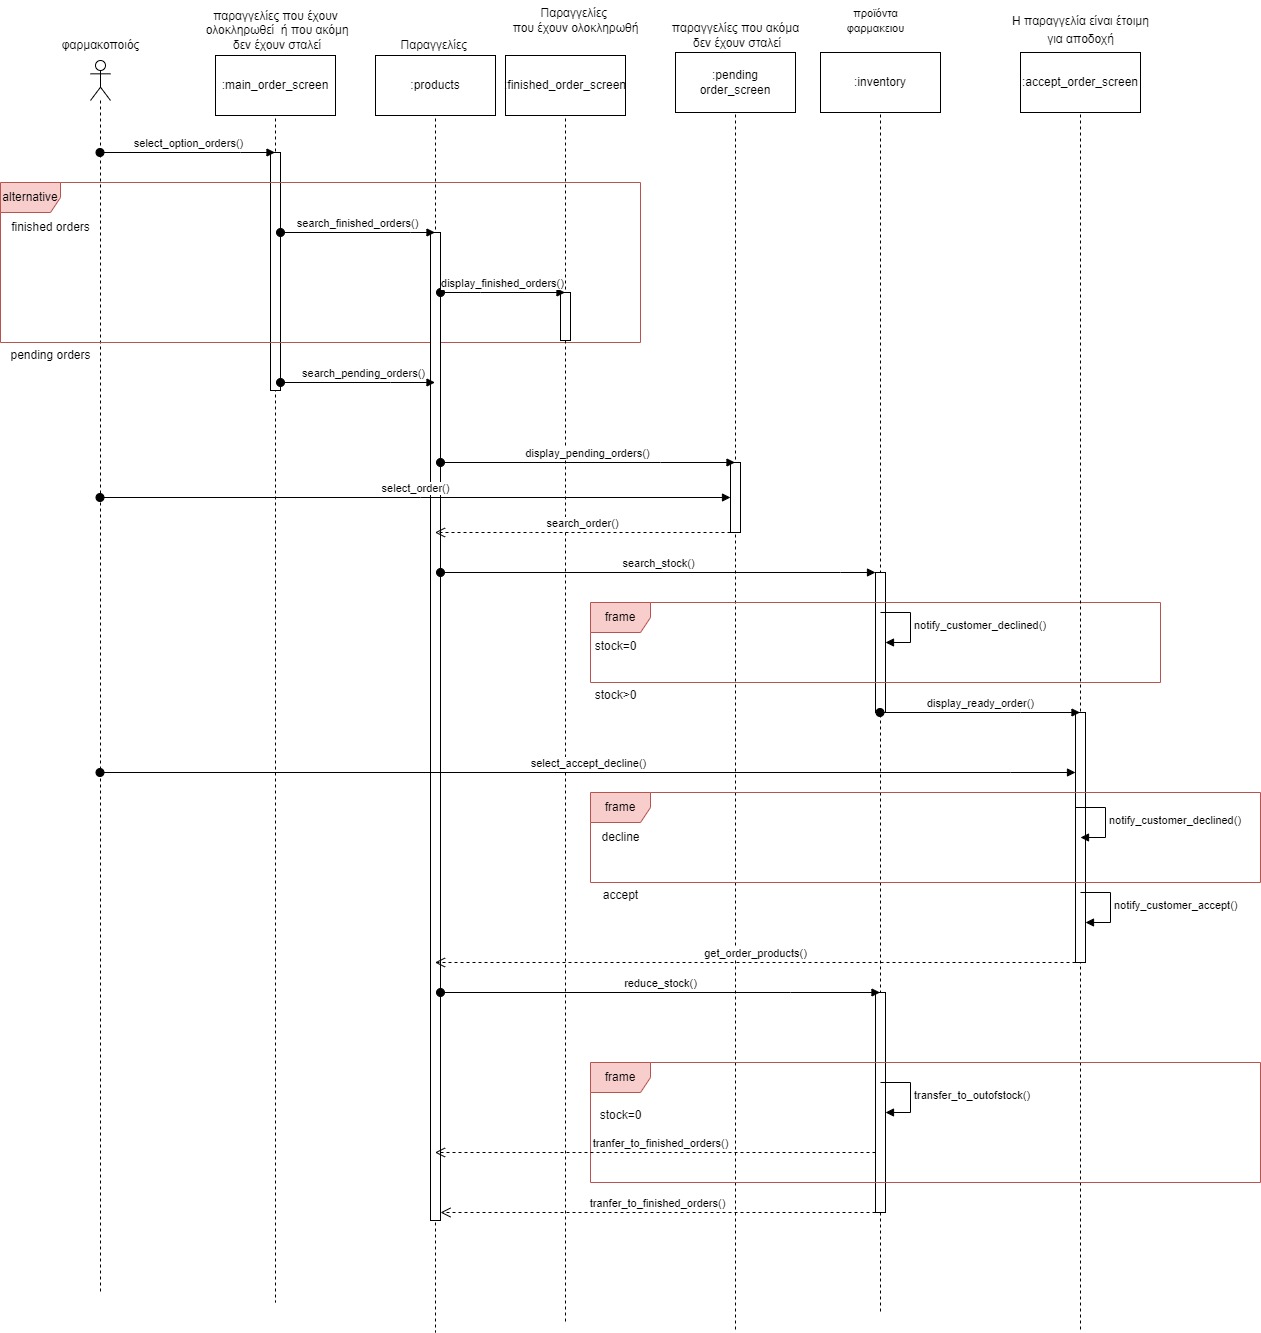 φαρμακοποιός
παραγγελίες που έχουν
ολοκληρωθεί ή που ακόμη
δεν έχουν σταλεί
Παραγγελίες
Παραγγελίες
που έχουν ολοκληρωθή
παραγγελίες που ακόμα
δεν έχουν σταλεί
προϊόντα
φαρμακειου
Η παραγγελία είναι έτοιμη
για αποδοχή
:main_order_screen
:products
:finished_order_screen
:pending
order_screen
:inventory
:accept_order_screen
select_option_orders()
alternative
finished orders
search_finished_orders()
display_finished_orders()
pending orders
search_pending_orders()
display_pending_orders()
select_order()
search_order()
search_stock()
frame
notify_customer_declined()
stock=0
stock>0
display_ready_order()
select_accept_decline()
frame
notify_customer_declined()
decline
accept
notify_customer_accept()
get_order_products()
reduce_stock()
frame
transfer_to_outofstock()
stock=0
tranfer_to_finished_orders()
tranfer_to_finished_orders()